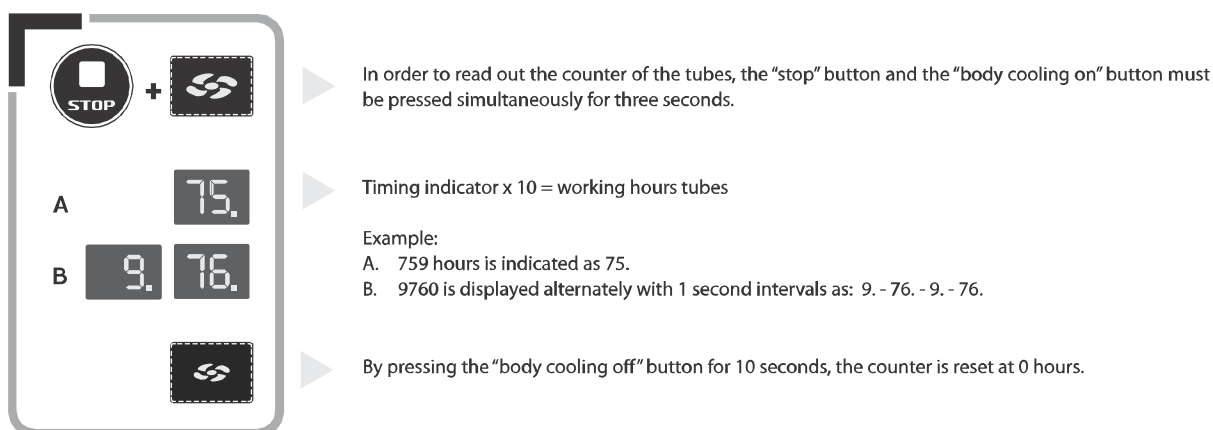 STOP
+
In order to read out the counter of the tubes, the “stop” button and the “body cooling on” button must
be pressed simultaneously for three seconds.
A
75.
Timing indicator x 10 = working hours tubes
Example:
A. 759 hours is indicated as 75.
B
9.
76.
B. 9760 is displayed alternately with 1 second intervals as: 9. - 76. - 9. - 76.
By pressing the “body cooling off” button for 10 seconds, the counter is reset at 0 hours.